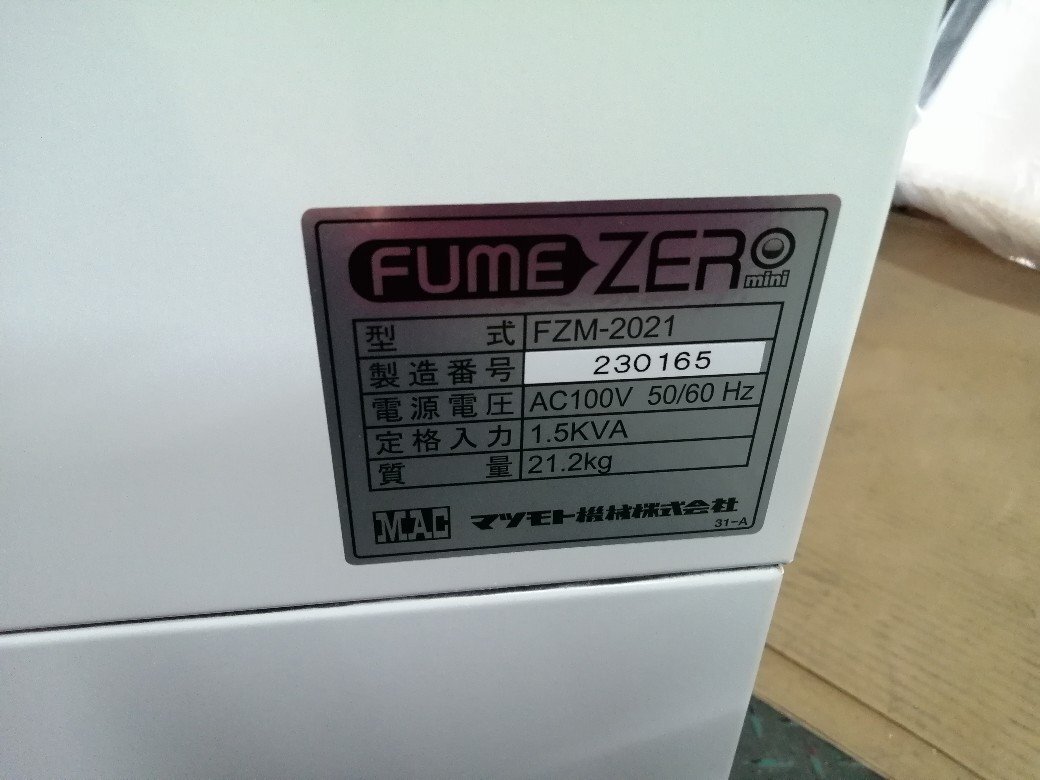 FUME ZERO mini
型式 FZM-2021
製造番号 230165
電源電圧 AC100V 50/60 Hz
定格入力 1.5KVA
質量 21.2kg
MAC マツモト機械株式会社
31-A